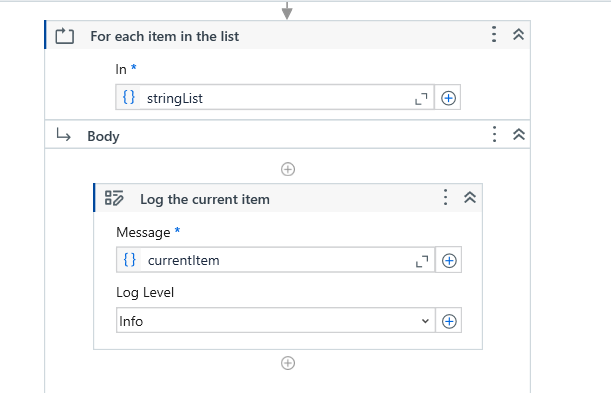 For each item in the list
In *
{} stringList
Body
Log the current item
Message *
{} currentItem
Log Level
Info